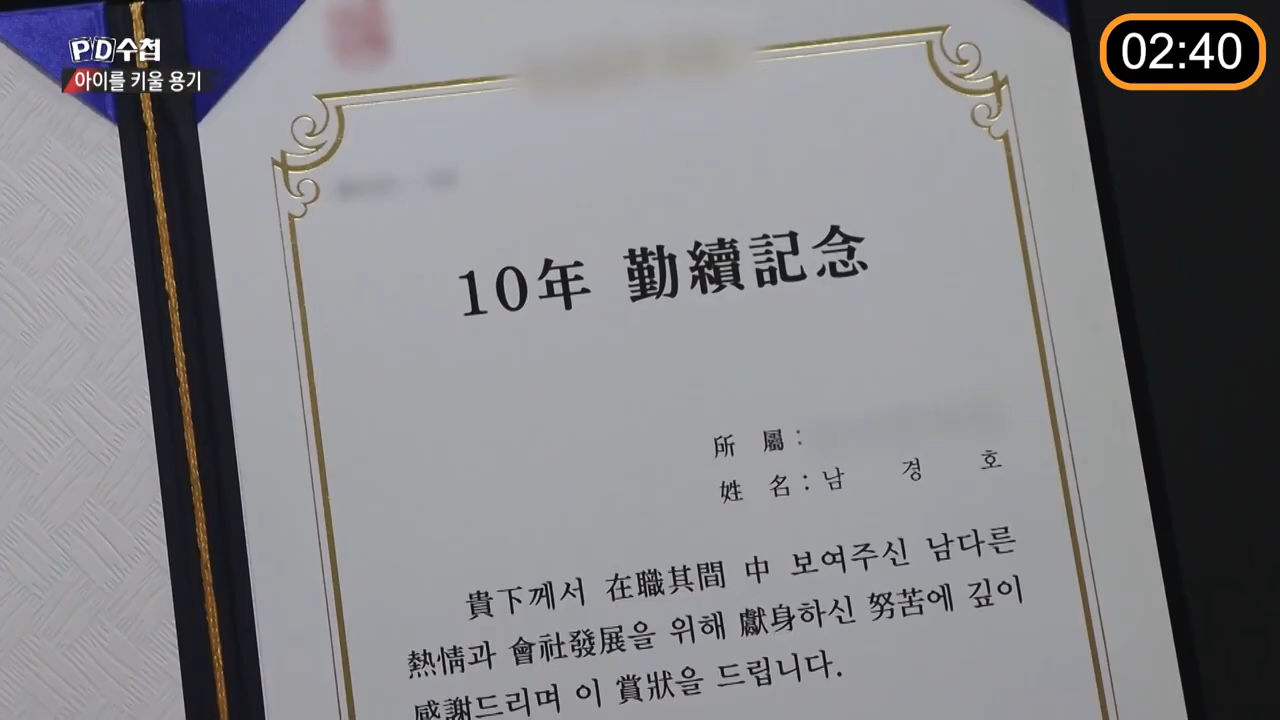 PD수첩
아이를 키울 용기
02:40
10年 勤續記念
所 屬 :
姓 名 : 남 경 호
貴下께서 在職其間 中 보여주신 남다른
熱情과 會社發展을 위해 獻身하신 努苦에 깊이
感謝드리며 이 賞狀을 드립니다.